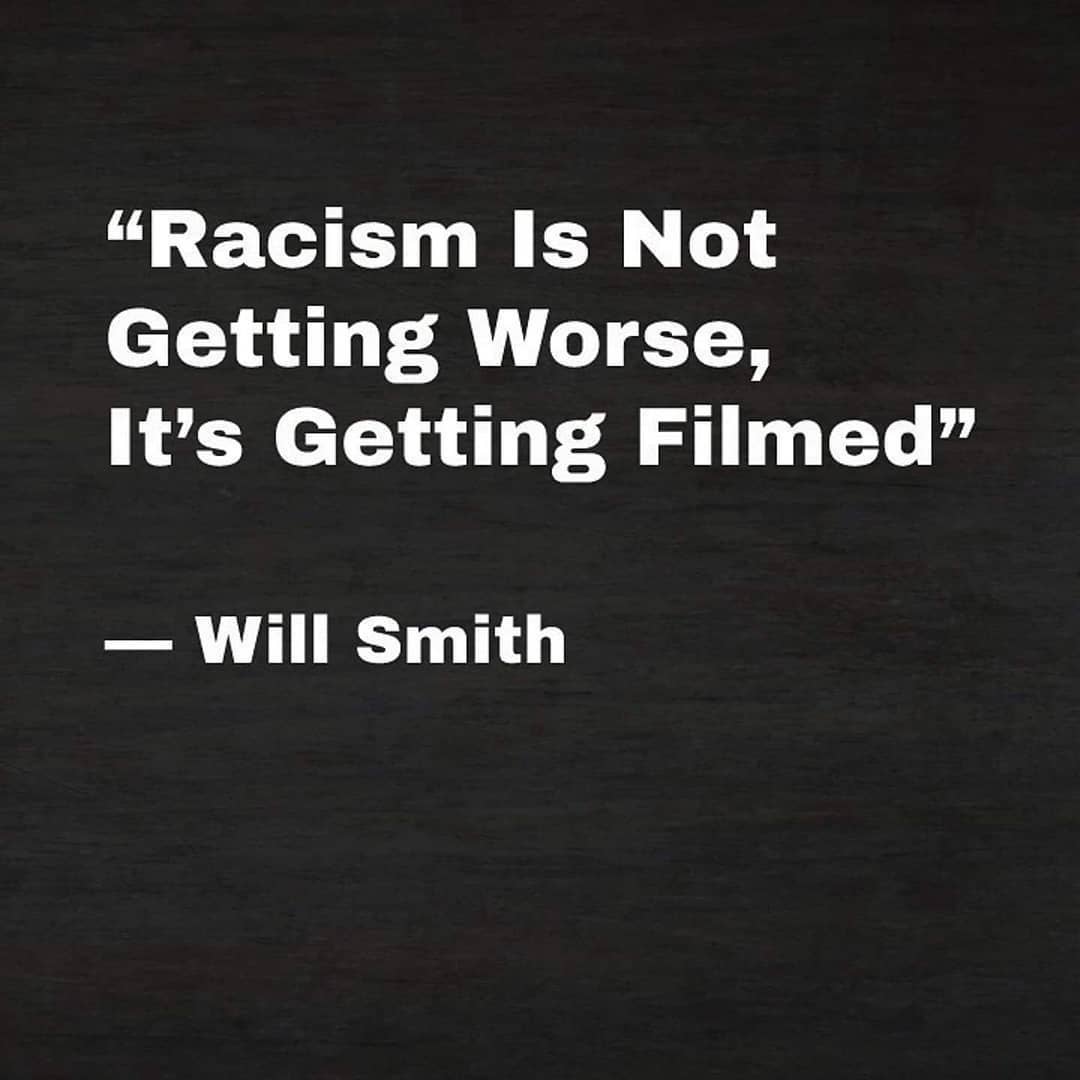 “Racism Is Not
Getting Worse,
It’s Getting Filmed”
— Will Smith